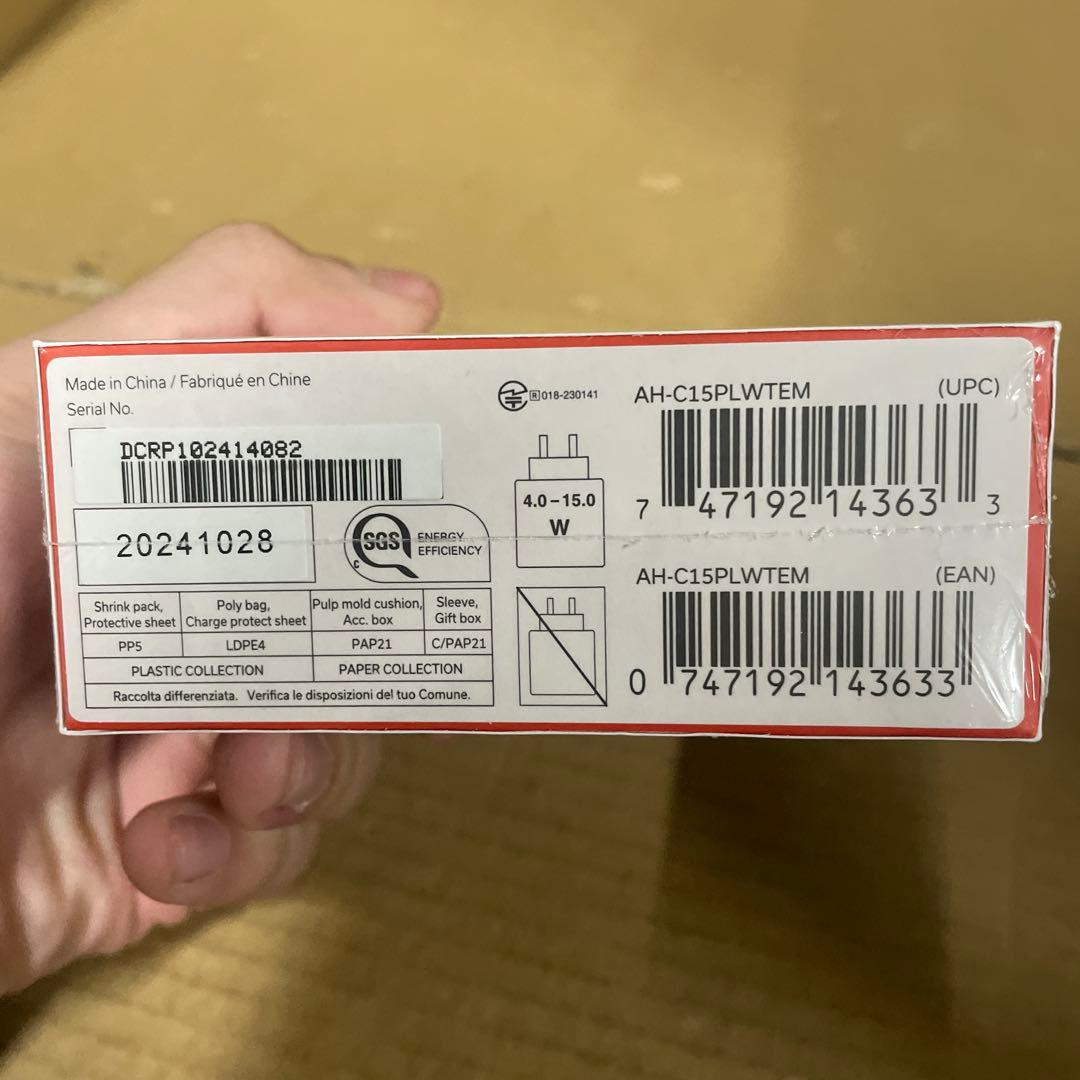 Made in China / Fabriqué en Chine
Serial No.
DCRP102414082
20241028
SGS
C
ENERGY
EFFICIENCY
Shrink pack,
Protective sheet
Poly bag,
Charge protect sheet
Pulp mold cushion,
Acc. box
Sleeve,
Gift box
PP5
LDPE4
PAP21
C/PAP21
PLASTIC COLLECTION
PAPER COLLECTION
Raccolta differenziata. Verifica le disposizioni del tuo Comune.
R 018-230141
4.0–15.0
W
AH-C15PLWTEM (UPC)
7 47192 14363 3
AH-C15PLWTEM (EAN)
0 747192 143633